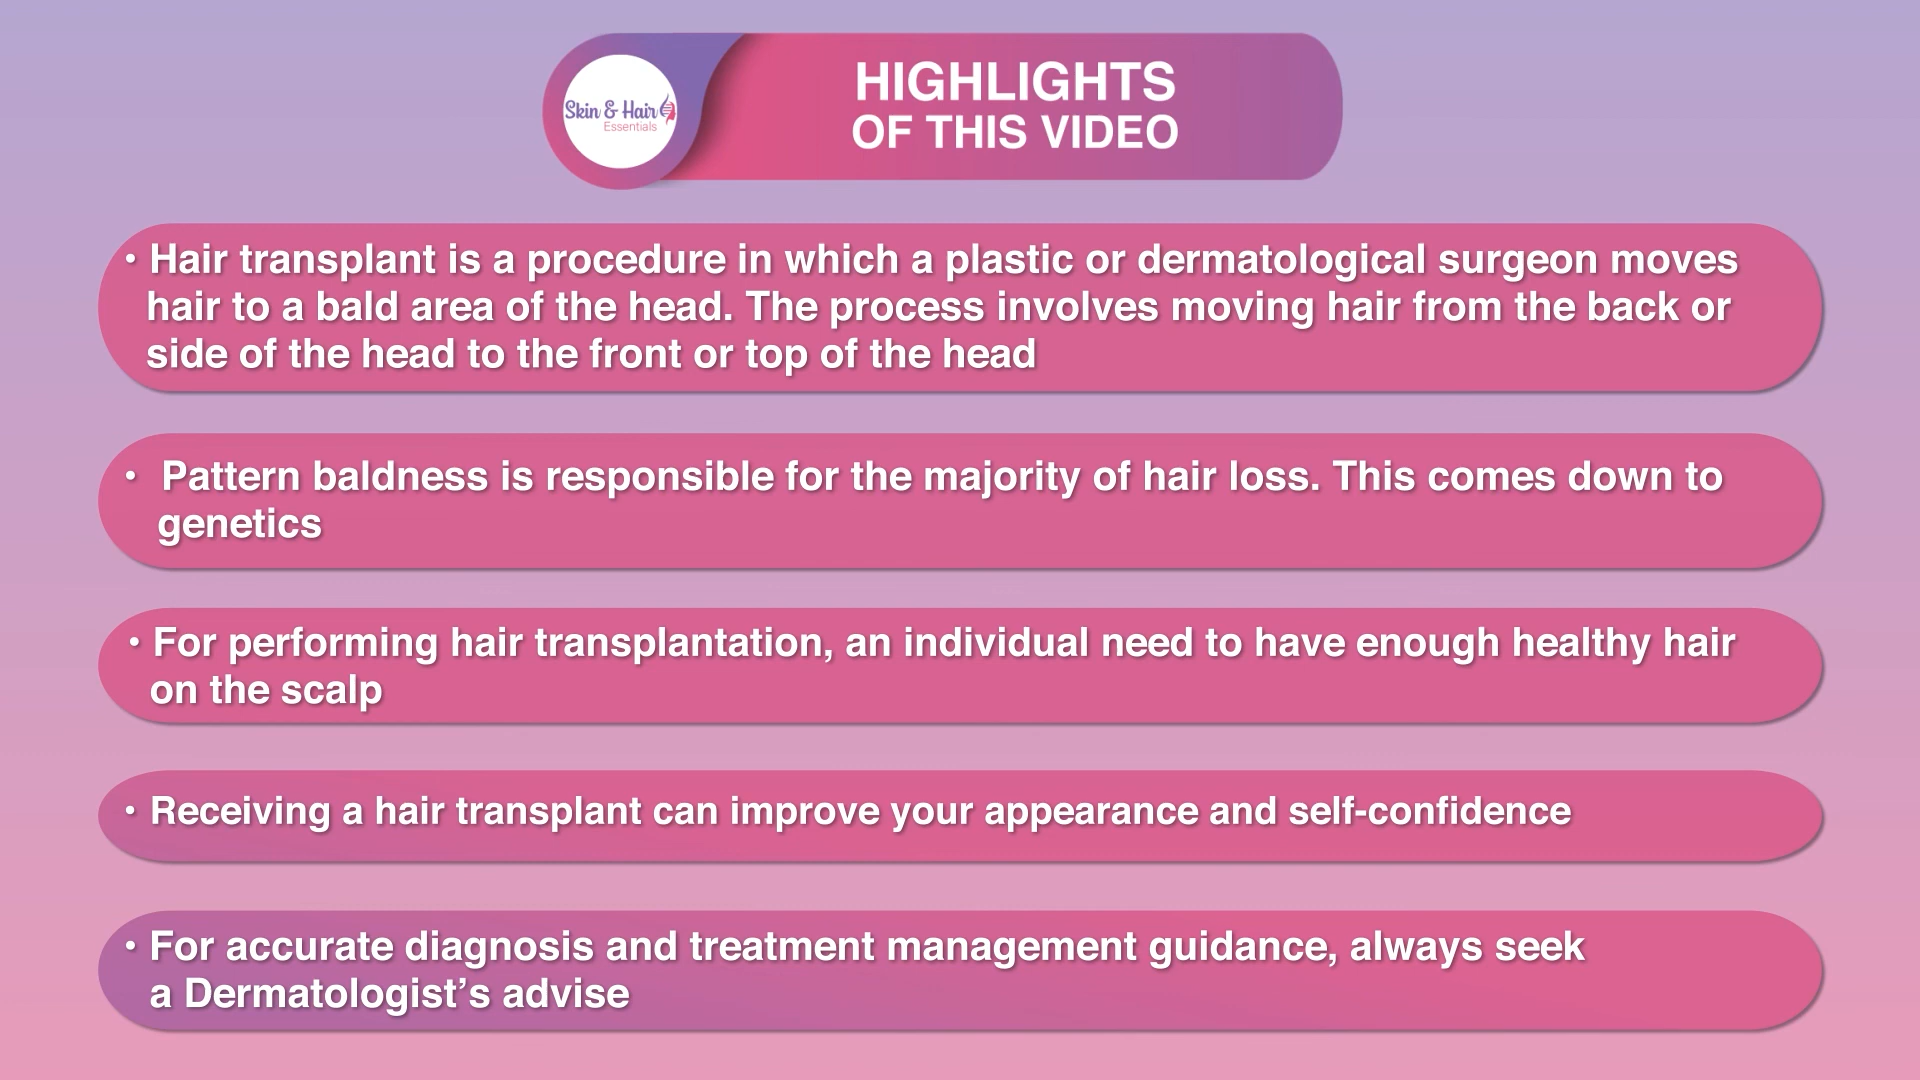 Skin & Hair
Essentials
HIGHLIGHTS
OF THIS VIDEO
• Hair transplant is a procedure in which a plastic or dermatological surgeon moves
hair to a bald area of the head. The process involves moving hair from the back or
side of the head to the front or top of the head
• Pattern baldness is responsible for the majority of hair loss. This comes down to
genetics
• For performing hair transplantation, an individual need to have enough healthy hair
on the scalp
• Receiving a hair transplant can improve your appearance and self-confidence
• For accurate diagnosis and treatment management guidance, always seek
a Dermatologist’s advise